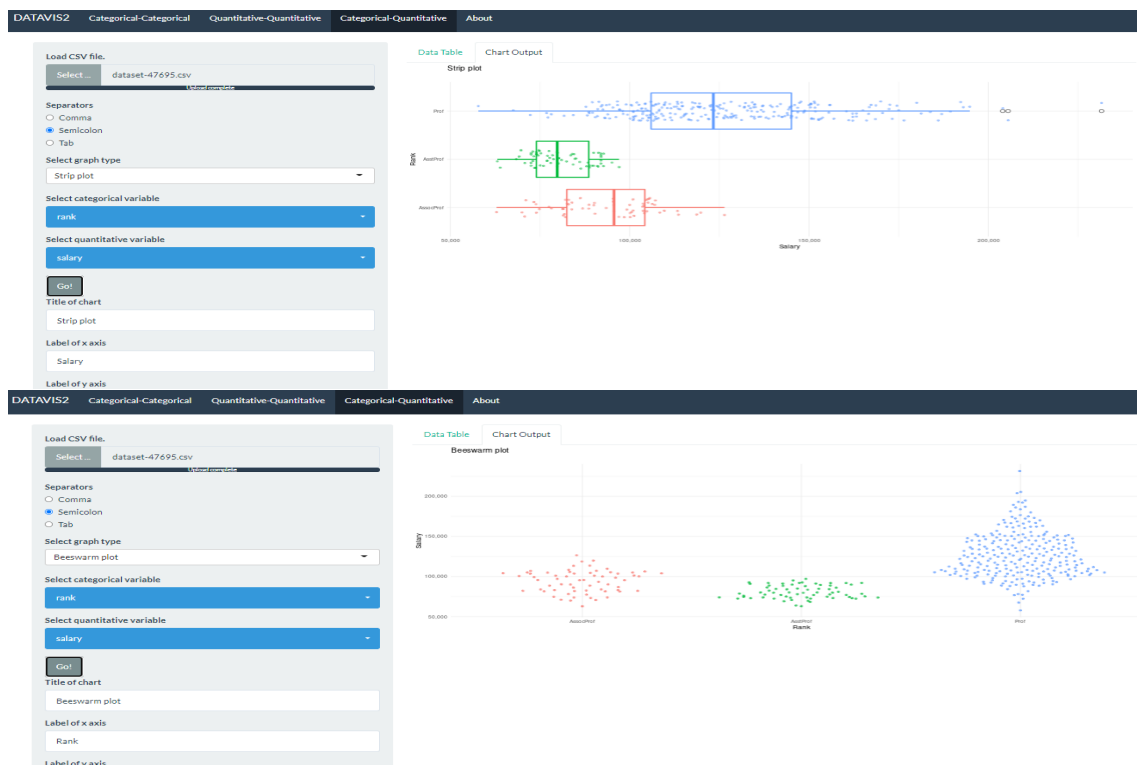 DATAVIS2 Categorical-Categorical Quantitative-Quantitative Categorical-Quantitative About
Load CSV file.
Select ... dataset-47695.csv
Upload complete
Separators
Comma
Semicolon
Tab
Select graph type
Strip plot
Select categorical variable
rank
Select quantitative variable
salary
Go!
Title of chart
Strip plot
Label of x axis
Salary
Label of y axis
Data Table Chart Output
Strip plot
Prof
Rank
AsstProf
AssocProf
50,000 100,000 150,000 200,000
Salary
DATAVIS2 Categorical-Categorical Quantitative-Quantitative Categorical-Quantitative About
Load CSV file.
Select ... dataset-47695.csv
Upload complete
Separators
Comma
Semicolon
Tab
Select graph type
Beeswarm plot
Select categorical variable
rank
Select quantitative variable
salary
Go!
Title of chart
Beeswarm plot
Label of x axis
Rank
Label of y axis
Data Table Chart Output
Beeswarm plot
200,000
Salary
150,000
100,000
50,000
AssocProf AsstProf Prof
Rank